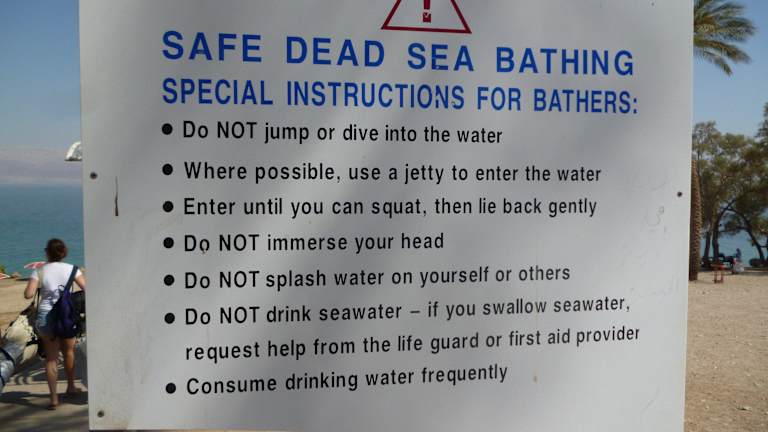 SAFE DEAD SEA BATHING
SPECIAL INSTRUCTIONS FOR BATHERS:
• Do NOT jump or dive into the water
• Where possible, use a jetty to enter the water
• Enter until you can squat, then lie back gently
• Do NOT immerse your head
• Do NOT splash water on yourself or others
• Do NOT drink seawater – if you swallow seawater,
request help from the life guard or first aid provider
• Consume drinking water frequently